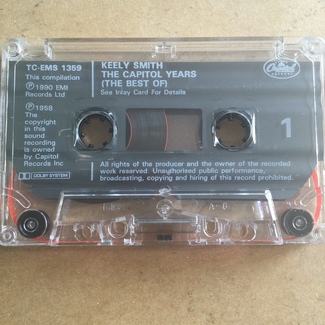 TC-EMS 1359
This compilation
Ⓟ1990 EMI
Records Ltd
Ⓟ1958
The
copyright
in this
sound
recording
is owned
by Capitol
Records Inc
DOLBY SYSTEM
KEELY SMITH
THE CAPITOL YEARS
(THE BEST OF)
See Inlay Card For Details
Capitol
1
All rights of the producer and the owner of the recorded
work reserved. Unauthorised public performance,
broadcasting, copying and hiring of this record prohibited.
A-B